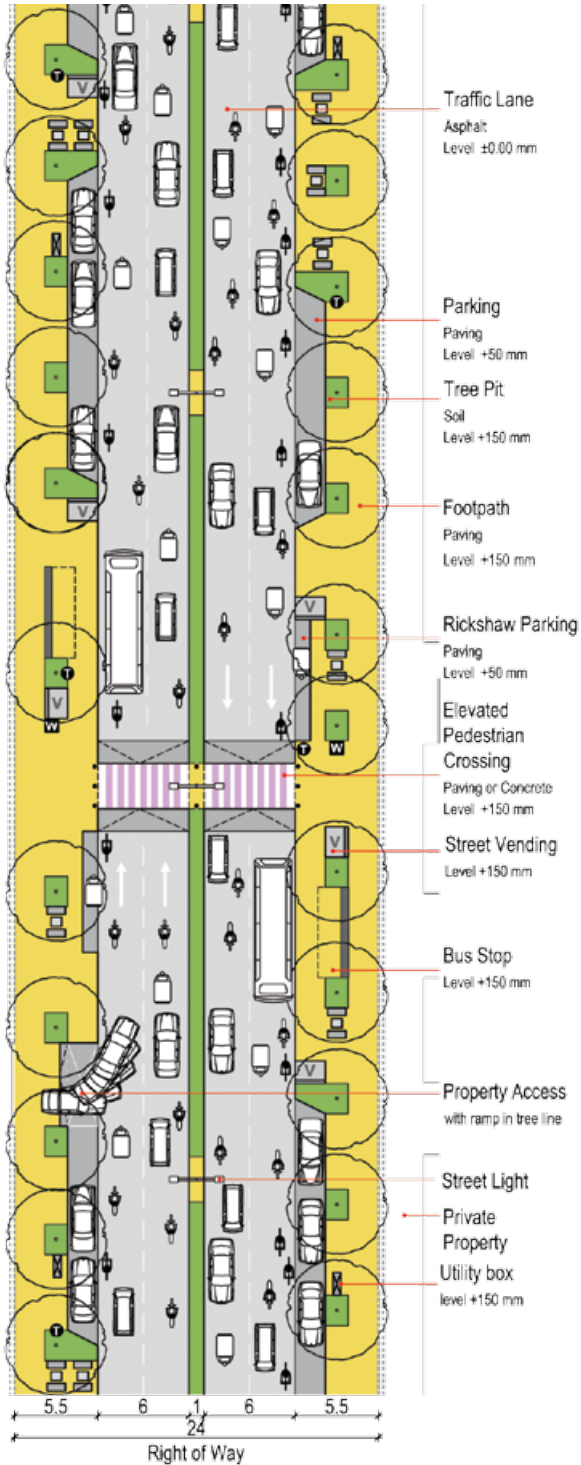 Traffic Lane
Asphalt
Level ±0.00 mm
Parking
Paving
Level +50 mm
Tree Pit
Soil
Level +150 mm
Footpath
Paving
Level +150 mm
Rickshaw Parking
Paving
Level +50 mm
Elevated
Pedestrian
Crossing
Paving or Concrete
Level +150 mm
Street Vending
Level +150 mm
Bus Stop
Level +150 mm
Property Access
with ramp in tree line
Street Light
Private
Property
Utility box
level +150 mm
T
V
T
V
V
T
V
W
T
W
V
V
T
5.5 6 1 6 5.5
24
Right of Way